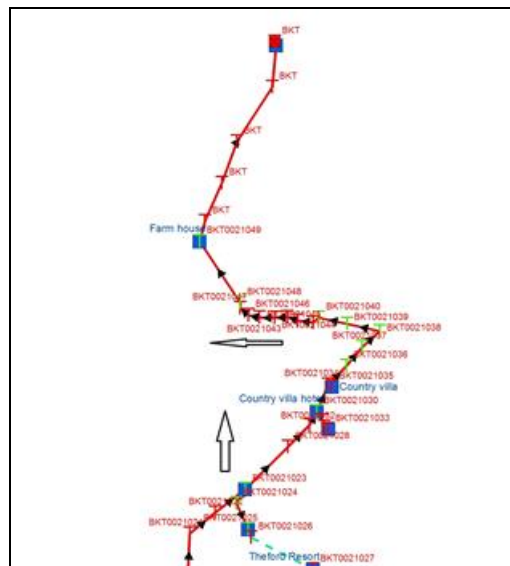 BKT
BKT
BKT
BKT
BKT
Farm house
BKT0021049
BKT0021048
BKT0021046
BKT0021040
BKT0021039
BKT0021038
BKT0021043
BKT0021036
BKT0021035
Country villa
Country villa hotel
BKT0021030
BKT0021033
BKT0021028
BKT0021023
BKT0021024
BKT0021026
Theford Resort
BKT0021027